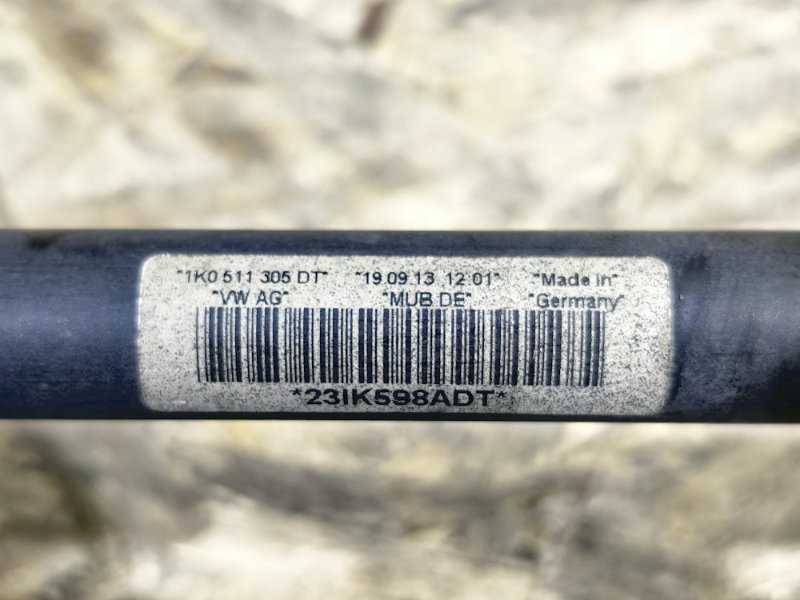 "1K0 511 305 DT" "19.09.13 12:01" "Made in"
"VW AG" "MUB DE" "Germany"
*23IK598ADT*